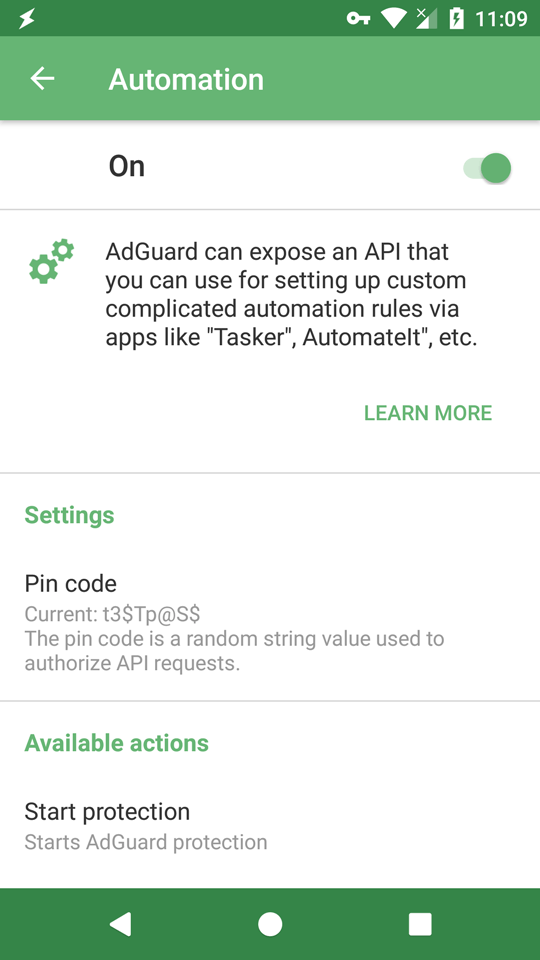 11:09
Automation
On
AdGuard can expose an API that
you can use for setting up custom
complicated automation rules via
apps like "Tasker", AutomateIt", etc.
LEARN MORE
Settings
Pin code
Current: t3$Tp@S$
The pin code is a random string value used to
authorize API requests.
Available actions
Start protection
Starts AdGuard protection